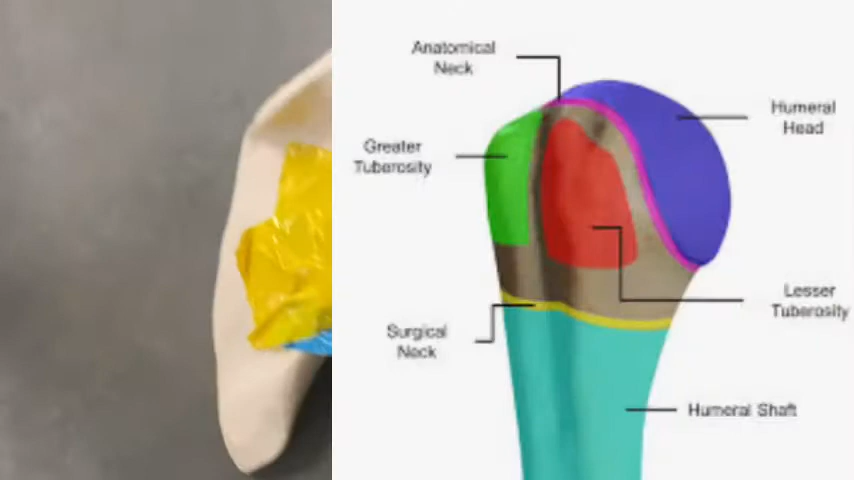 Anatomical
Neck
Humeral
Head
Greater
Tuberosity
Lesser
Tuberosity
Surgical
Neck
Humeral Shaft